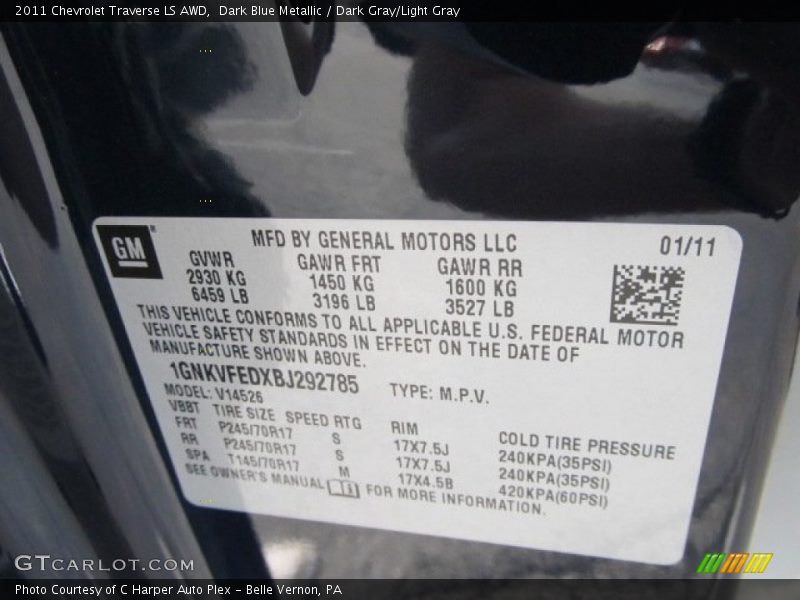 2011 Chevrolet Traverse LS AWD,  Dark Blue Metallic / Dark Gray/Light Gray
GM
MFD BY GENERAL MOTORS LLC 01/11
GVWR GAWR FRT GAWR RR
2930 KG 1450 KG 1600 KG
6459 LB 3196 LB 3527 LB
THIS VEHICLE CONFORMS TO ALL APPLICABLE U.S. FEDERAL MOTOR
VEHICLE SAFETY STANDARDS IN EFFECT ON THE DATE OF
MANUFACTURE SHOWN ABOVE.
1GNKVFEDXBJ292785 TYPE: M.P.V.
MODEL: V14526
VBBT TIRE SIZE SPEED RTG RIM COLD TIRE PRESSURE
FRT P245/70R17 S 17X7.5J 240KPA(35PSI)
RR P245/70R17 S 17X7.5J 240KPA(35PSI)
SPA T145/70R17 M 17X4.5B 420KPA(60PSI)
SEE OWNER'S MANUAL FOR MORE INFORMATION.
GTCARLOT.COM
Photo Courtesy of C Harper Auto Plex – Belle Vernon, PA